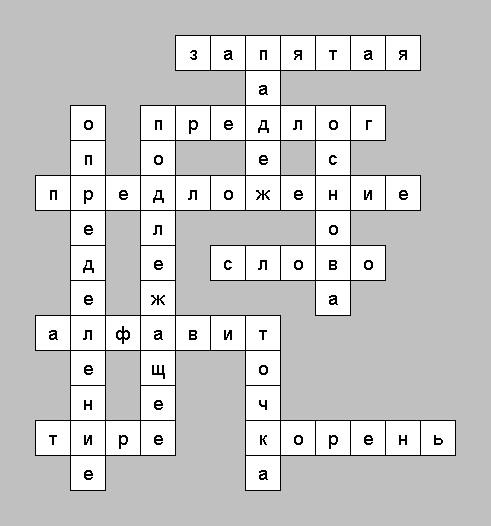 з а п я т а я
а
о п р е д л о г
п о е с
п р е д л о ж е н и е
е л о
д е с л о в о
е ж а
а л ф а в и т
е щ о
н е ч
т и р е к о р е н ь
е а